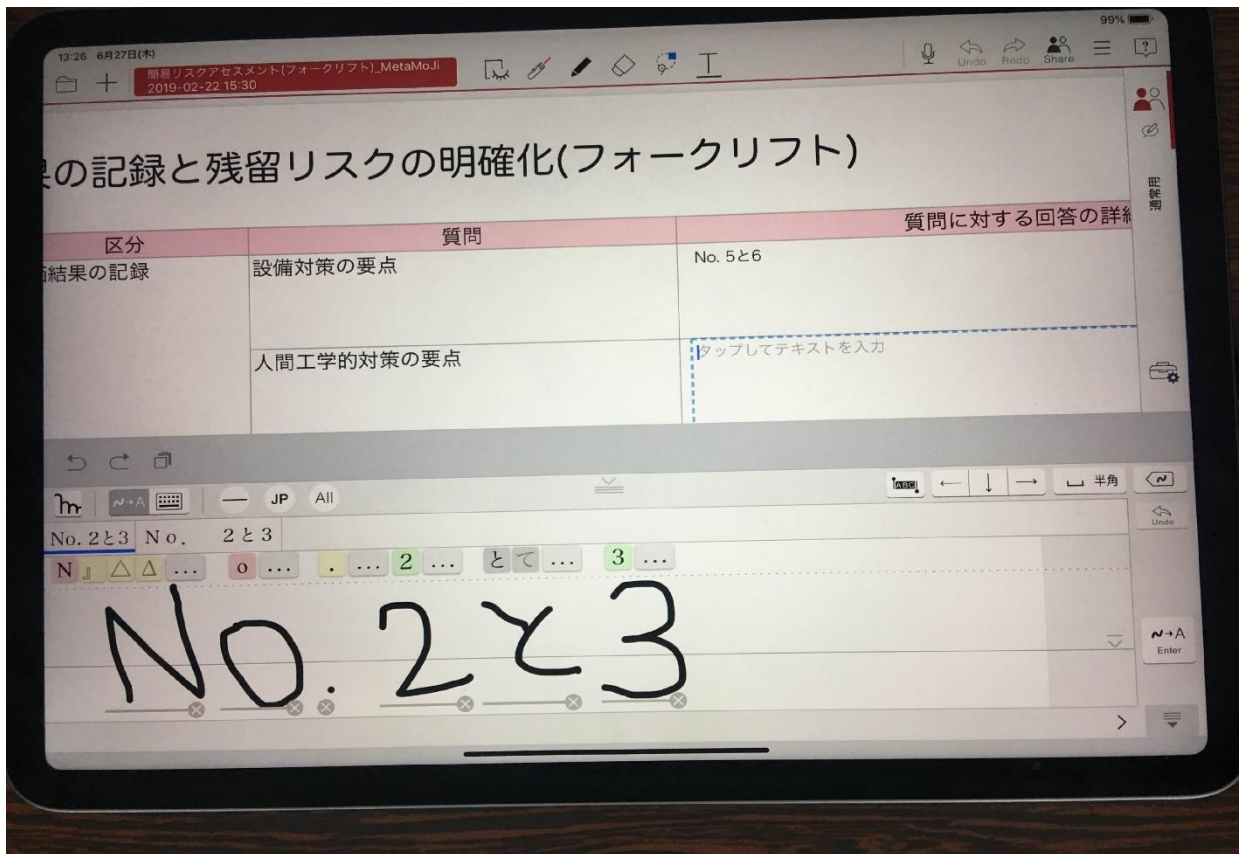 99%
13:26 6月27日(木)
簡易リスクアセスメント(フォークリフト)_MetaMoJi
2019-02-22 15:30
Undo Redo Share
の記録と残留リスクの明確化(フォークリフト)
通常用
区分 質問 質問に対する回答の詳細
結果の記録 設備対策の要点 No. 5と6
人間工学的対策の要点 タップしてテキストを入力
A JP All ABC 半角
Undo
No. 2と3 No. 2と3
N 』 △ Δ ... o ... . ... 2 ... と て ... 3 ...
No. 2と3
A
Enter